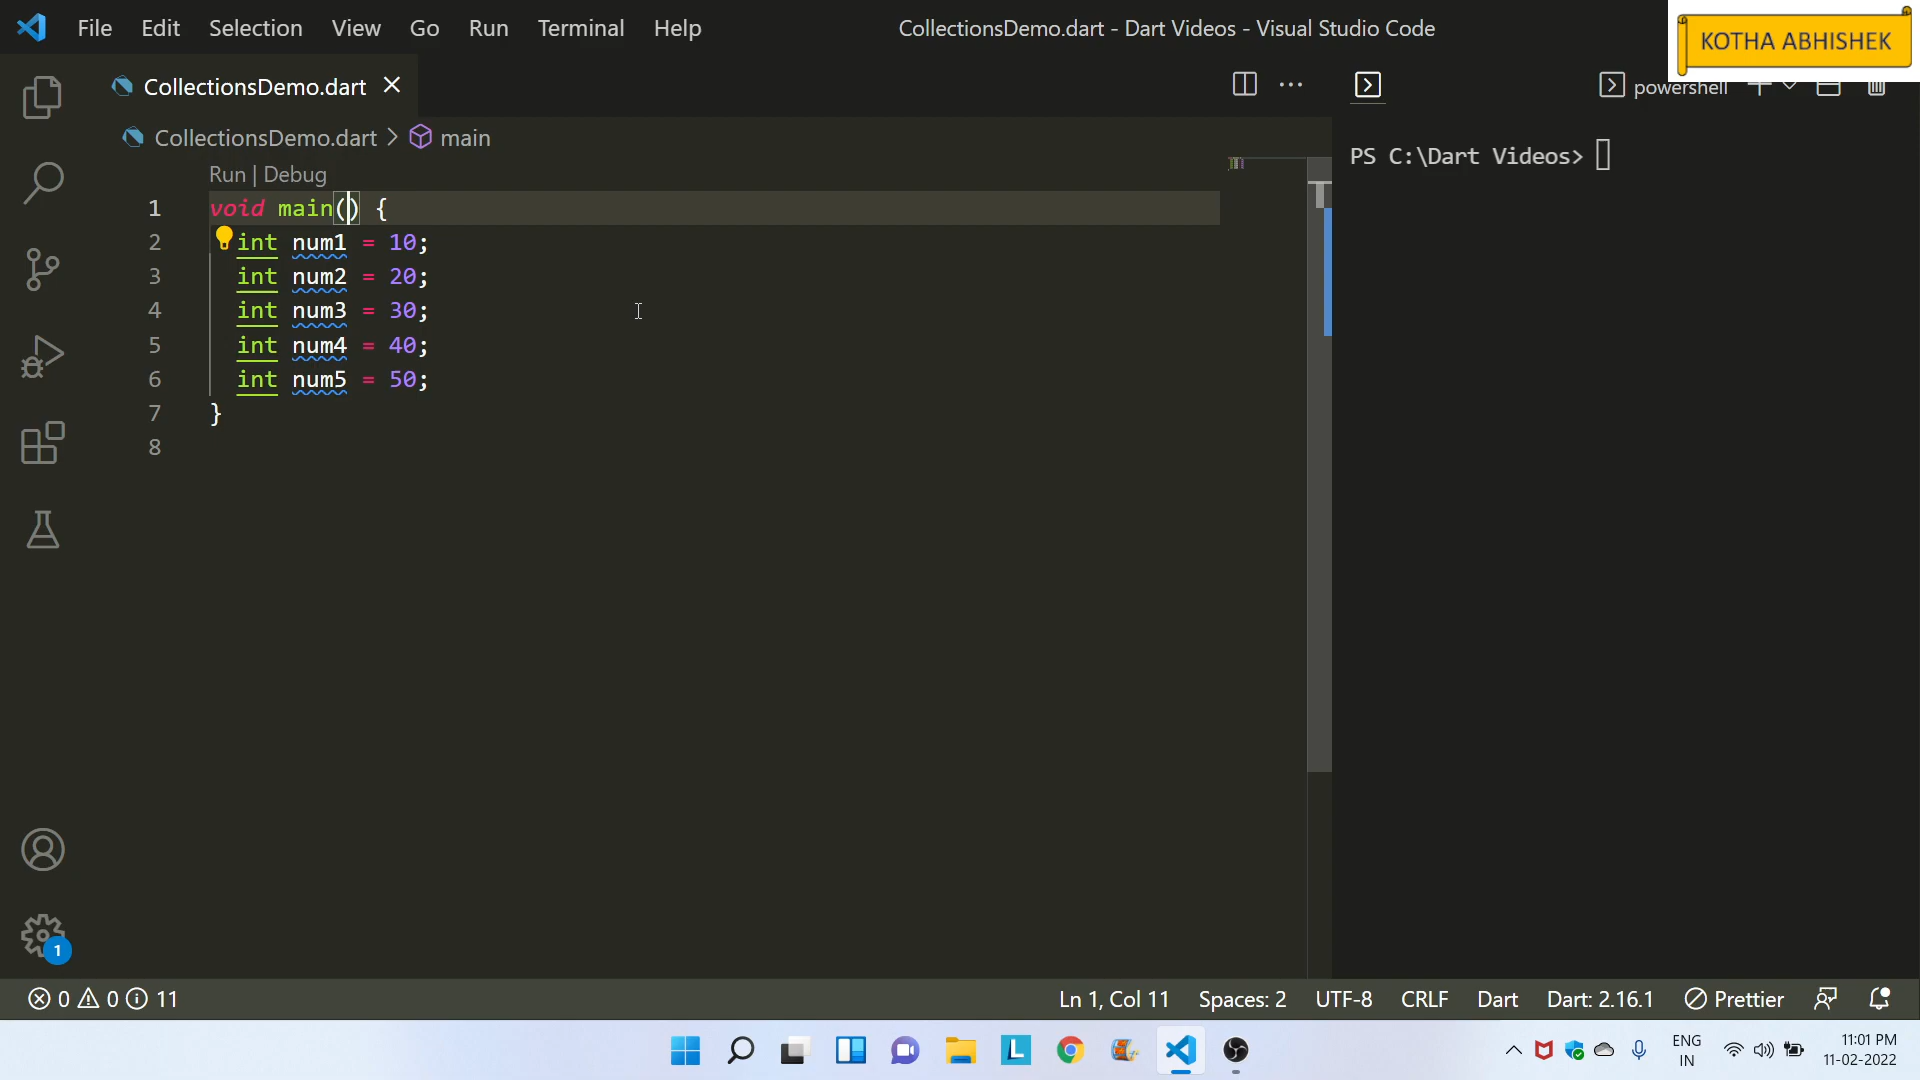 File Edit Selection View Go Run Terminal Help
CollectionsDemo.dart - Dart Videos - Visual Studio Code
KOTHA ABHISHEK
CollectionsDemo.dart
powershell
CollectionsDemo.dart > main
PS C:\Dart Videos>
Run | Debug
1 void main() {
2 int num1 = 10;
3 int num2 = 20;
4 int num3 = 30;
5 int num4 = 40;
6 int num5 = 50;
7 }
8
1
0 0 11
Ln 1, Col 11 Spaces: 2 UTF-8 CRLF Dart Dart: 2.16.1 Prettier
L
ENG
IN
11:01 PM
11-02-2022